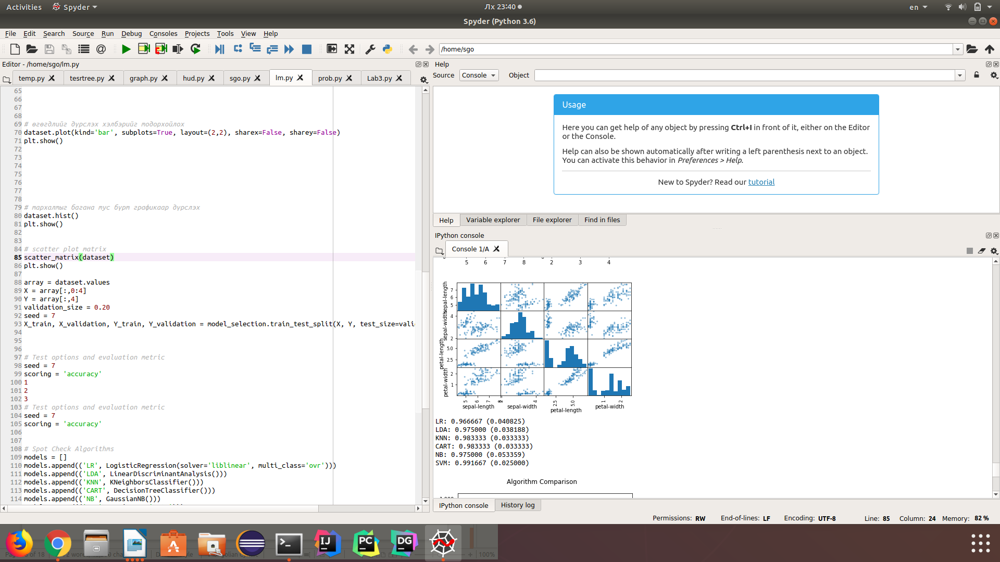 Activities Spyder Лх 23:40 en
Spyder (Python 3.6)
File Edit Search Source Run Debug Consoles Projects Tools View Help
/home/sgo
Editor - /home/sgo/lm.py
temp.py tesrtree.py graph.py hud.py sgo.py lm.py prob.py Lab3.py
65
66
67
68
69 # өгөгдлийг дүрслэх хэлбэрийг тодорхойлох
70 dataset.plot(kind='bar', subplots=True, layout=(2,2), sharex=False, sharey=False)
71 plt.show()
72
73
74
75
76
77
78
79 # тархалтыг багана тус бүрт графикаар дүрслэх
80 dataset.hist()
81 plt.show()
82
83
84 # scatter plot matrix
85 scatter_matrix(dataset)
86 plt.show()
87
88 array = dataset.values
89 X = array[:,0:4]
90 Y = array[:,4]
91 validation_size = 0.20
92 seed = 7
93 X_train, X_validation, Y_train, Y_validation = model_selection.train_test_split(X, Y, test_size=vali
94
95
96
97 # Test options and evaluation metric
98 seed = 7
99 scoring = 'accuracy'
100 1
101 2
102 3
103 # Test options and evaluation metric
104 seed = 7
105 scoring = 'accuracy'
106
107
108 # Spot Check Algorithms
109 models = []
110 models.append(('LR', LogisticRegression(solver='liblinear', multi_class='ovr')))
111 models.append(('LDA', LinearDiscriminantAnalysis()))
112 models.append(('KNN', KNeighborsClassifier()))
113 models.append(('CART', DecisionTreeClassifier()))
114 models.append(('NB', GaussianNB()))
Help
Source Console Object
Usage
Here you can get help of any object by pressing Ctrl+I in front of it, either on the Editor
or the Console.
Help can also be shown automatically after writing a left parenthesis next to an object.
You can activate this behavior in Preferences > Help.
New to Spyder? Read our tutorial
Help Variable explorer File explorer Find in files
IPython console
Console 1/A
5 6 7 8 2 3 4
sepal-length 7 6 5
sepal-width 4 2
petal-length 5.0 2.5
petal-width 2 1
5 6 7 8 2 4 2.5 5.0 1 2
sepal-length sepal-width petal-length petal-width
LR: 0.966667 (0.040825)
LDA: 0.975000 (0.038188)
KNN: 0.983333 (0.033333)
CART: 0.983333 (0.033333)
NB: 0.975000 (0.053359)
SVM: 0.991667 (0.025000)
Algorithm Comparison
IPython console History log
Permissions: RW End-of-lines: LF Encoding: UTF-8 Line: 85 Column: 24 Memory: 82 %
IJ PC DG
of 18 100%